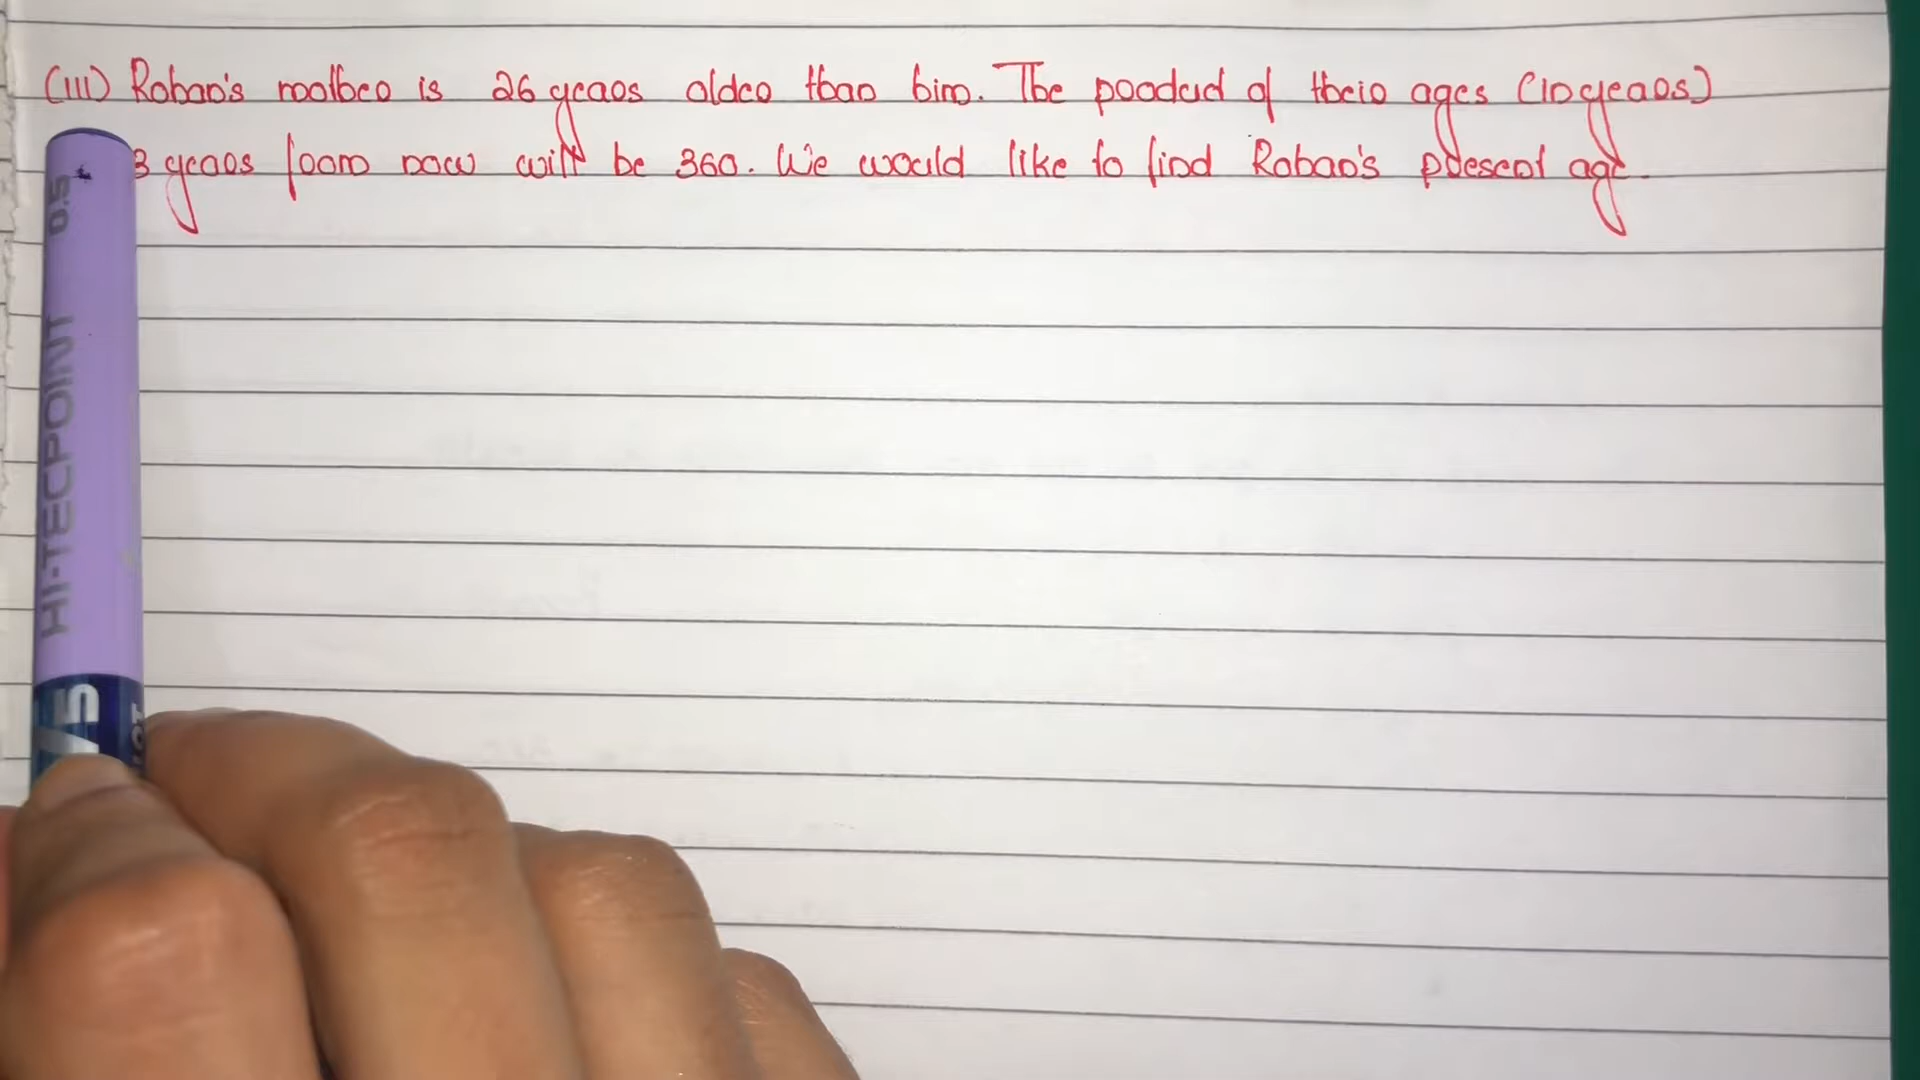 (iii) Rohan's mother is 26 years older than him. The product of their ages (in years)
3 years from now will be 360. We would like to find Rohan's present age.
HI-TECPOINT 0.5
V5